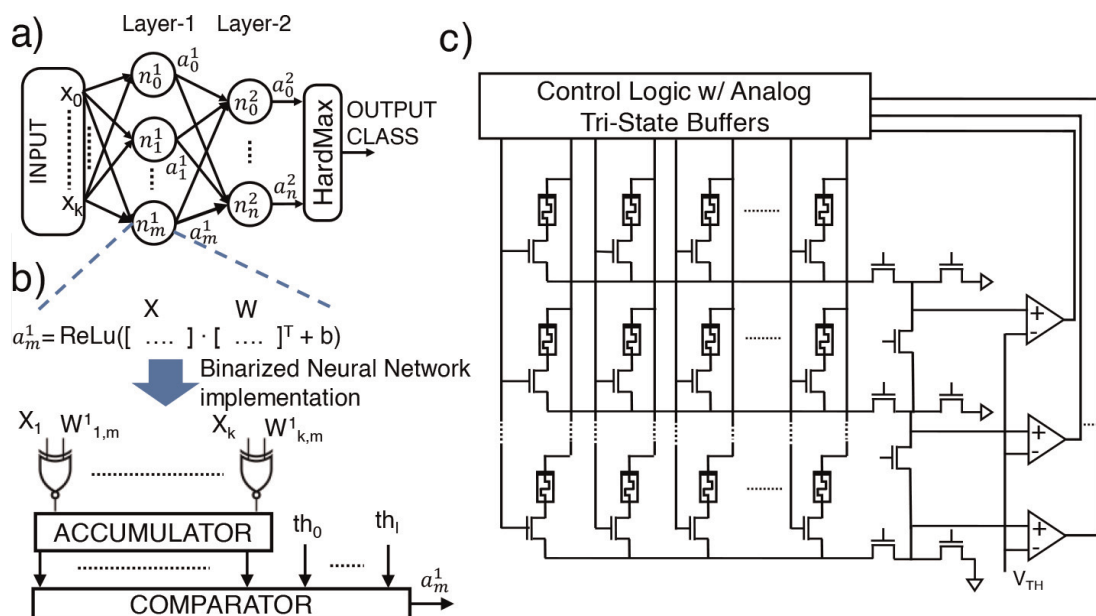 a)
Layer-1 Layer-2
INPUT
x₀
xₖ
n₀¹
n₁¹
nₘ¹
a₀¹
a₁¹
aₘ¹
n₀²
nₙ²
a₀²
aₙ²
HardMax
OUTPUT
CLASS
b)
X W
aₘ¹ = ReLu([ .... ] · [ .... ]ᵀ + b)
Binarized Neural Network
implementation
X₁ W¹₁,ₘ Xₖ W¹ₖ,ₘ
ACCUMULATOR
th₀ ..... thₗ
COMPARATOR
aₘ¹
c)
Control Logic w/ Analog
Tri-State Buffers
+
-
+
-
+
-
V_TH